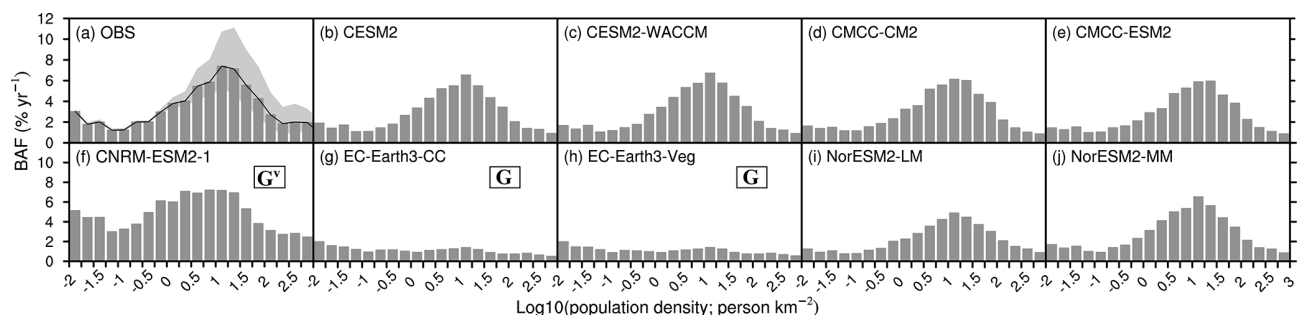 (a) OBS
(b) CESM2
(c) CESM2-WACCM
(d) CMCC-CM2
(e) CMCC-ESM2
12
10
8
6
4
2
0
BAF (% yr⁻¹)
(f) CNRM-ESM2-1
(g) EC-Earth3-CC
(h) EC-Earth3-Veg
(i) NorESM2-LM
(j) NorESM2-MM
Gᵛ
G
G
10
8
6
4
2
0
-2 -1.5 -1 -0.5 0 0.5 1 1.5 2 2.5 -2 -1.5 -1 -0.5 0 0.5 1 1.5 2 2.5 -2 -1.5 -1 -0.5 0 0.5 1 1.5 2 2.5 -2 -1.5 -1 -0.5 0 0.5 1 1.5 2 2.5 -2 -1.5 -1 -0.5 0 0.5 1 1.5 2 2.5 3
Log10(population density; person km⁻²)